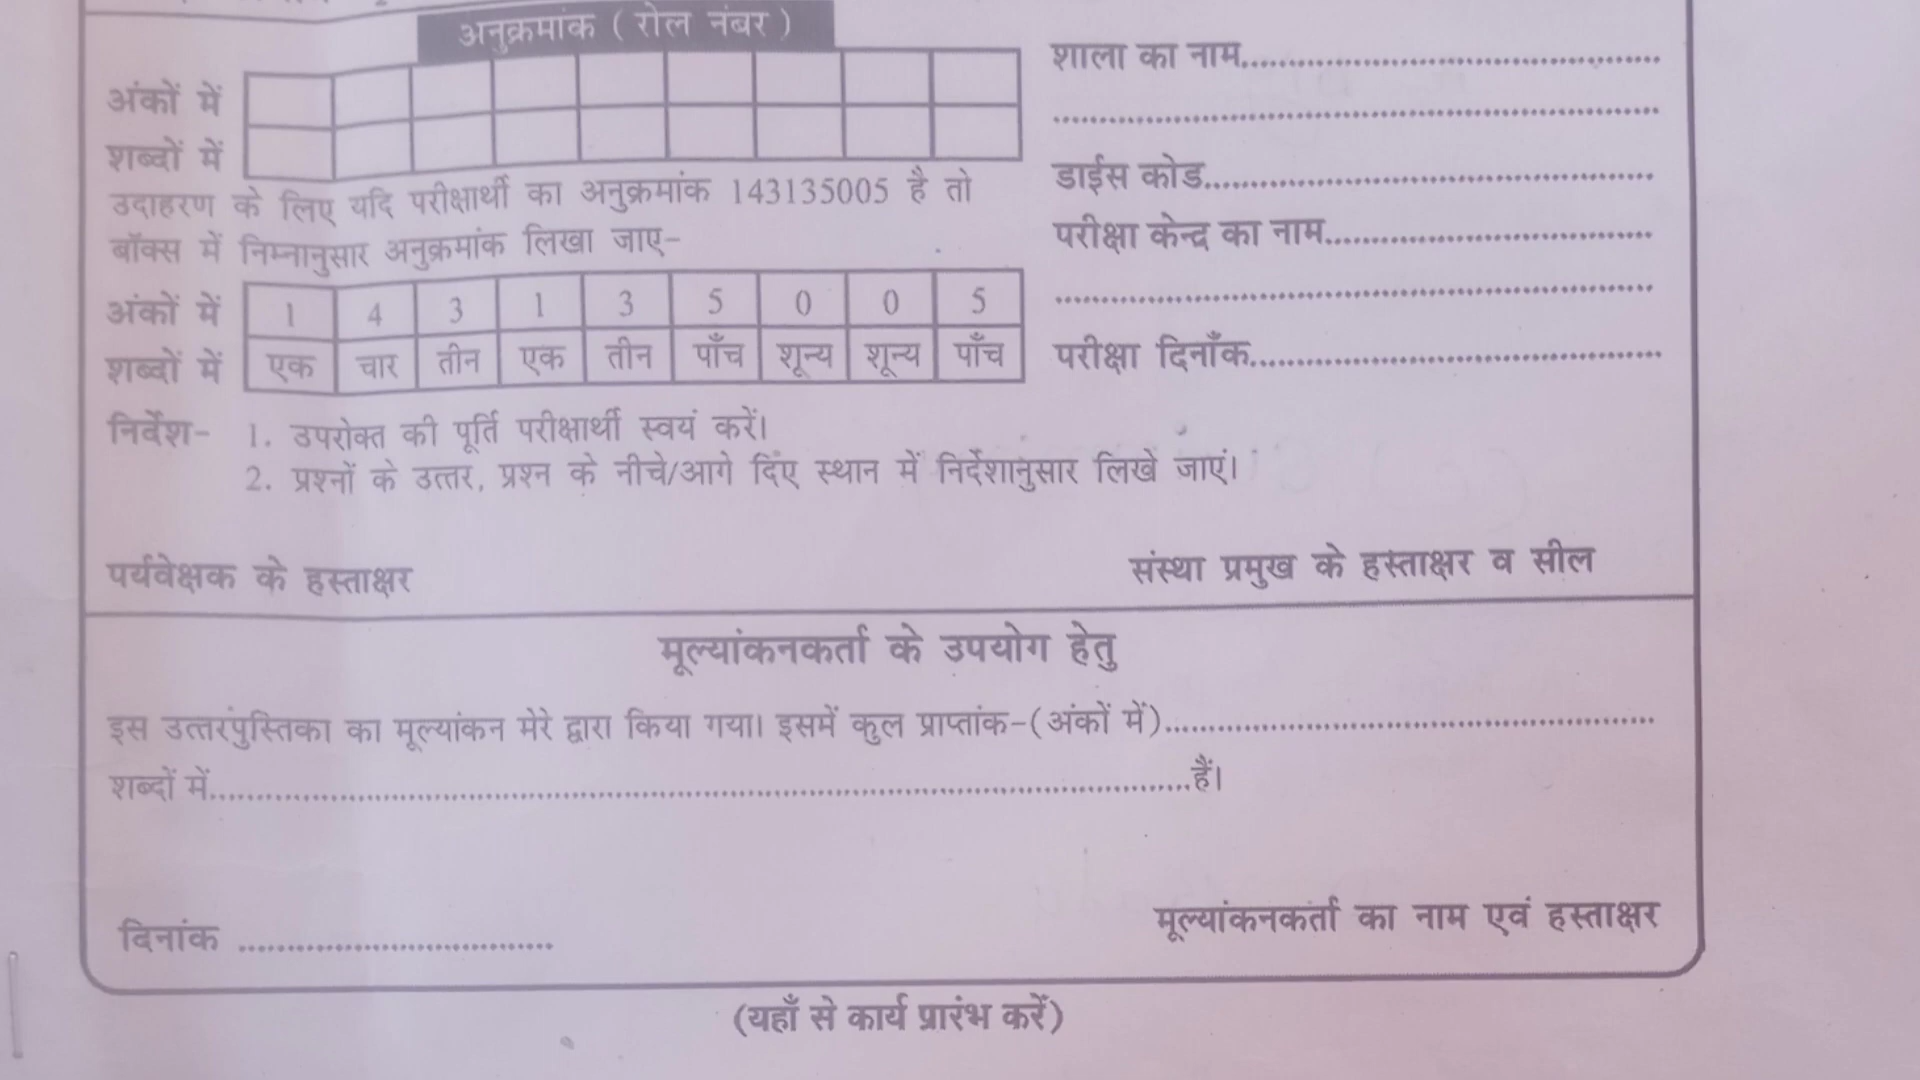 अनुक्रमांक ( रोल नंबर )
अंकों में
शब्दों में
उदाहरण के लिए यदि परीक्षार्थी का अनुक्रमांक 143135005 है तो
बॉक्स में निम्नानुसार अनुक्रमांक लिखा जाए-
अंकों में 1 4 3 1 3 5 0 0 5
शब्दों में एक चार तीन एक तीन पाँच शून्य शून्य पाँच
शाला का नाम
डाईस कोड
परीक्षा केन्द्र का नाम
परीक्षा दिनाँक
निर्देश- 1. उपरोक्त की पूर्ति परीक्षार्थी स्वयं करें।
2. प्रश्नों के उत्तर, प्रश्न के नीचे/आगे दिए स्थान में निर्देशानुसार लिखे जाएं।
पर्यवेक्षक के हस्ताक्षर
संस्था प्रमुख के हस्ताक्षर व सील
मूल्यांकनकर्ता के उपयोग हेतु
इस उत्तरपुस्तिका का मूल्यांकन मेरे द्वारा किया गया। इसमें कुल प्राप्तांक-(अंकों में)
शब्दों में हैं।
दिनांक
मूल्यांकनकर्ता का नाम एवं हस्ताक्षर
(यहाँ से कार्य प्रारंभ करें)